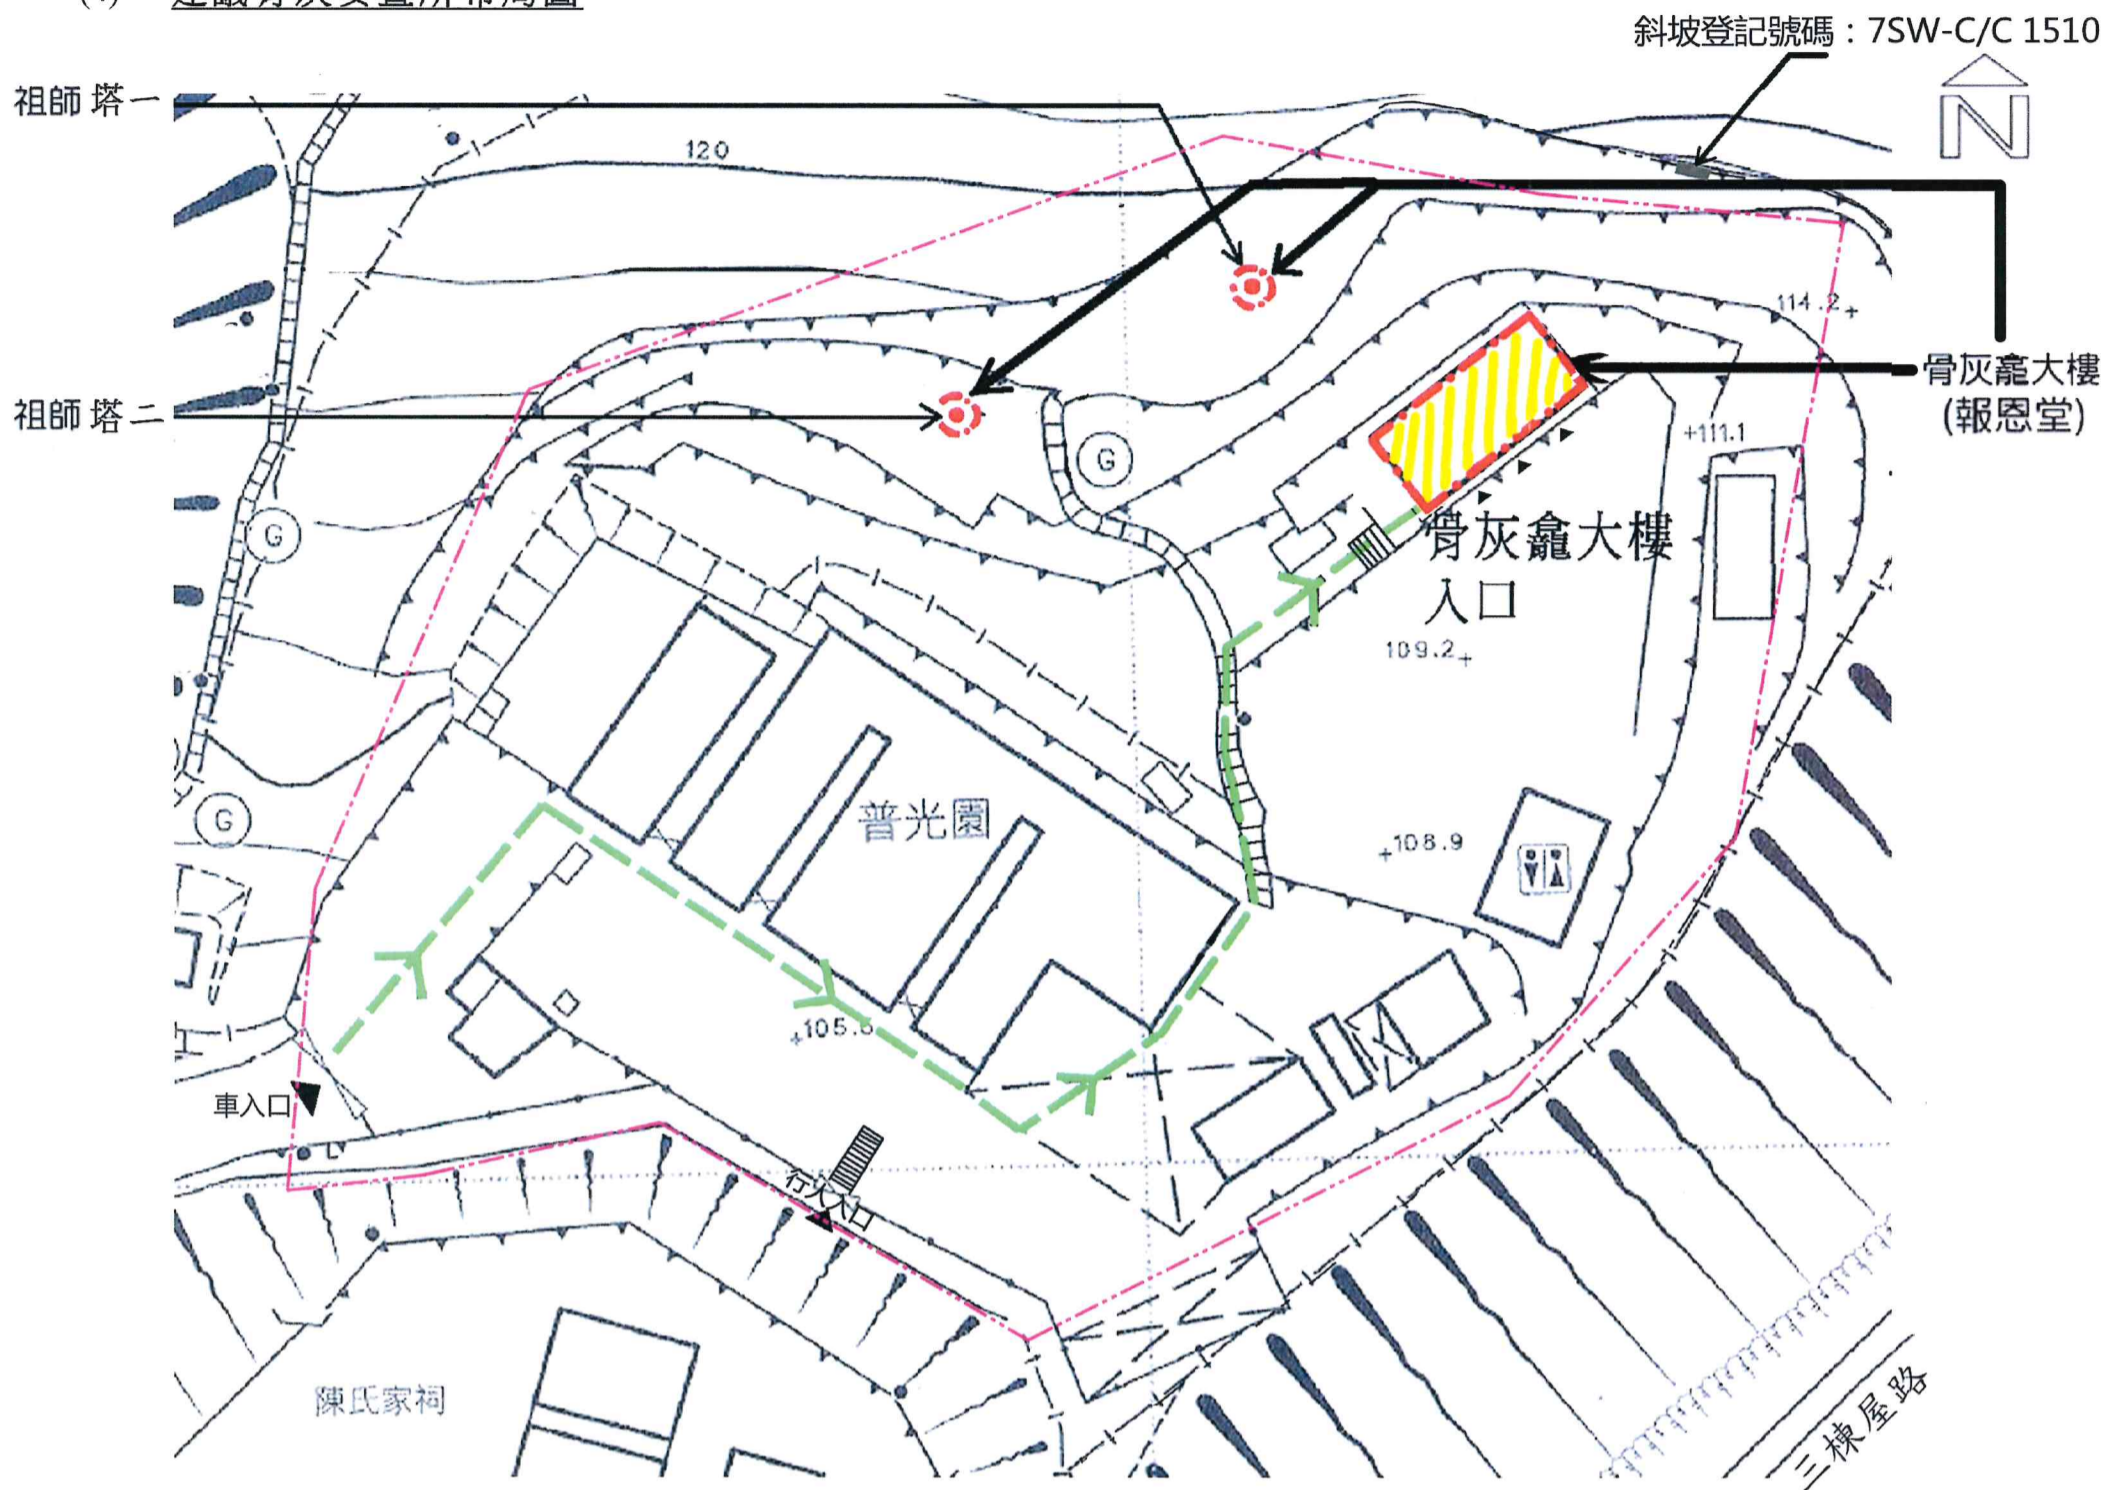 斜坡登記號碼：7SW-C/C 1510
N
祖師塔一
120
114.2
骨灰龕大樓
(報恩堂)
祖師塔二
111.1
G
G
骨灰龕大樓
入口
109.2
普光園
G
108.9
105.
車入口
行人入口
陳氏家祠
三棟屋路